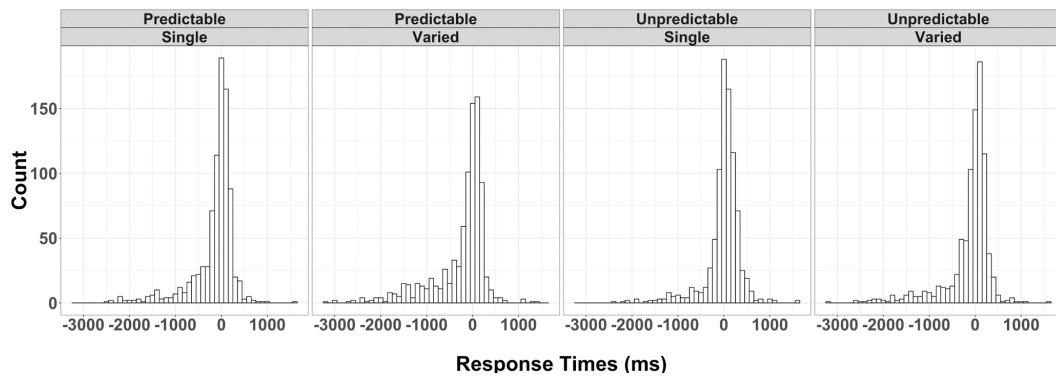 Predictable Predictable Unpredictable Unpredictable
Single Varied Single Varied
150
100
50
0
Count
-3000 -2000 -1000 0 1000 -3000 -2000 -1000 0 1000 -3000 -2000 -1000 0 1000 -3000 -2000 -1000 0 1000
Response Times (ms)